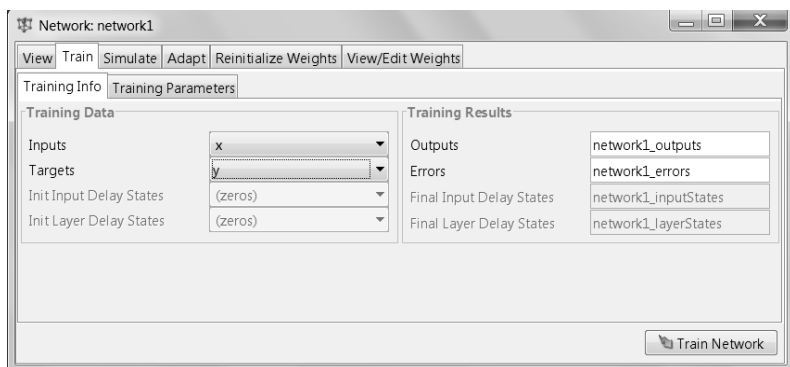 Network: network1
View Train Simulate Adapt Reinitialize Weights View/Edit Weights
Training Info Training Parameters
Training Data
Inputs x
Targets y
Init Input Delay States (zeros)
Init Layer Delay States (zeros)
Training Results
Outputs network1_outputs
Errors network1_errors
Final Input Delay States network1_inputStates
Final Layer Delay States network1_layerStates
Train Network